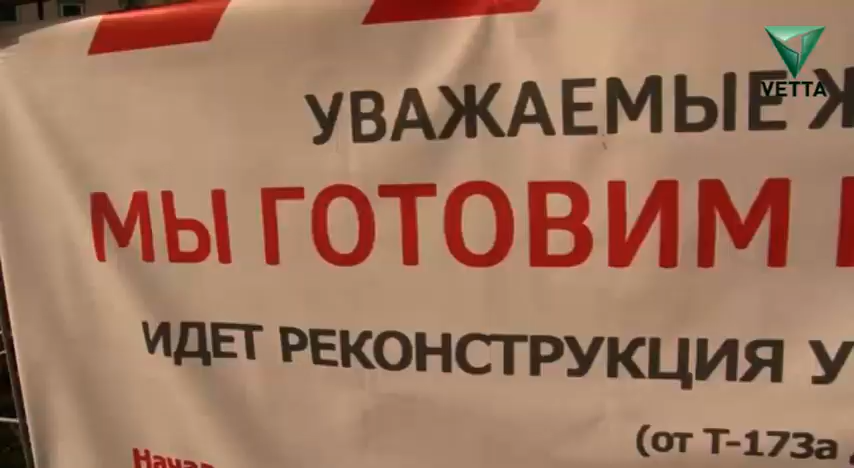 VETTA
УВАЖАЕМЫЕ Ж
МЫ ГОТОВИМ
ИДЕТ РЕКОНСТРУКЦИЯ У
(от Т-173а